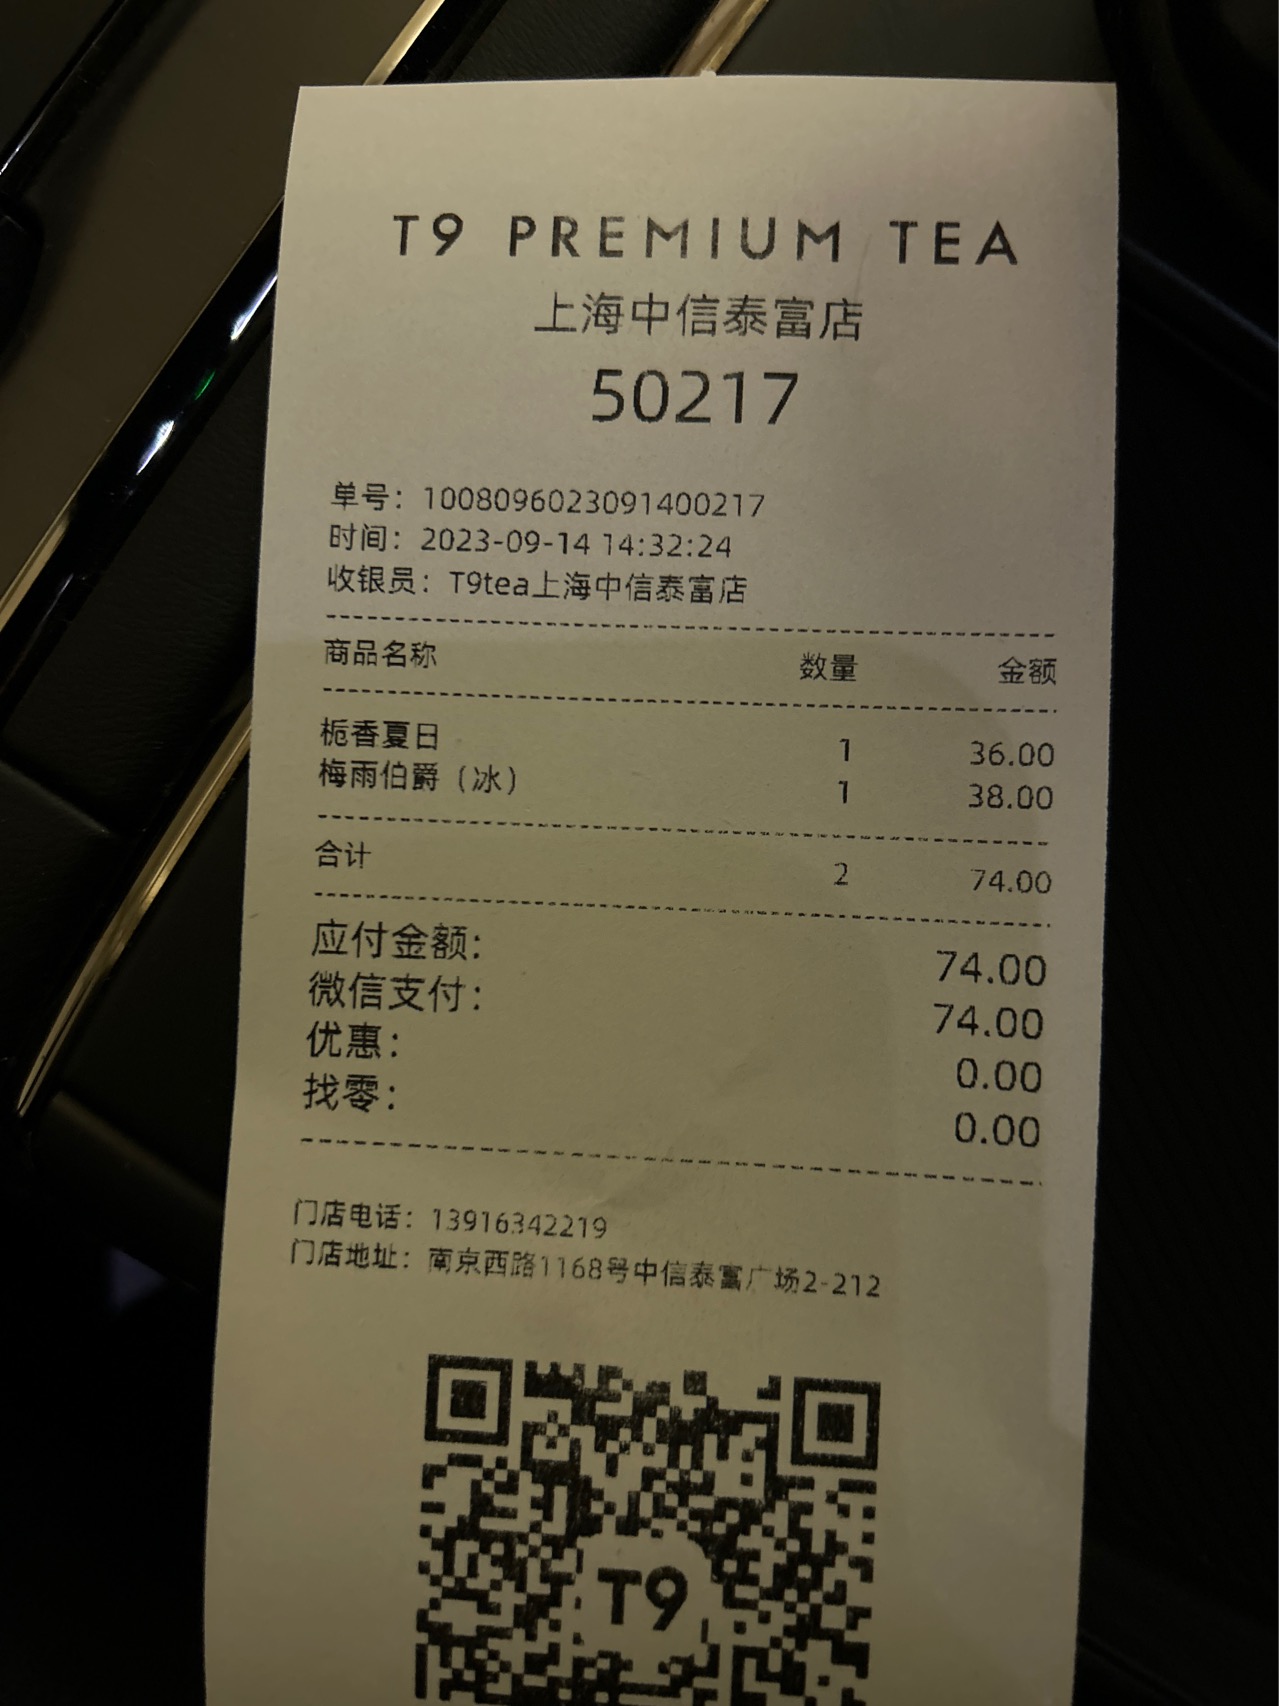 T9 PREMIUM TEA
上海中信泰富店
50217
单号：1008096023091400217
时间：2023-09-14 14:32:24
收银员：T9tea上海中信泰富店
商品名称 数量 金额
栀香夏日 1 36.00
梅雨伯爵（冰） 1 38.00
合计 2 74.00
应付金额: 74.00
微信支付: 74.00
优惠: 0.00
找零: 0.00
门店电话：13916342219
门店地址：南京西路1168号中信泰富广场2-212
T9